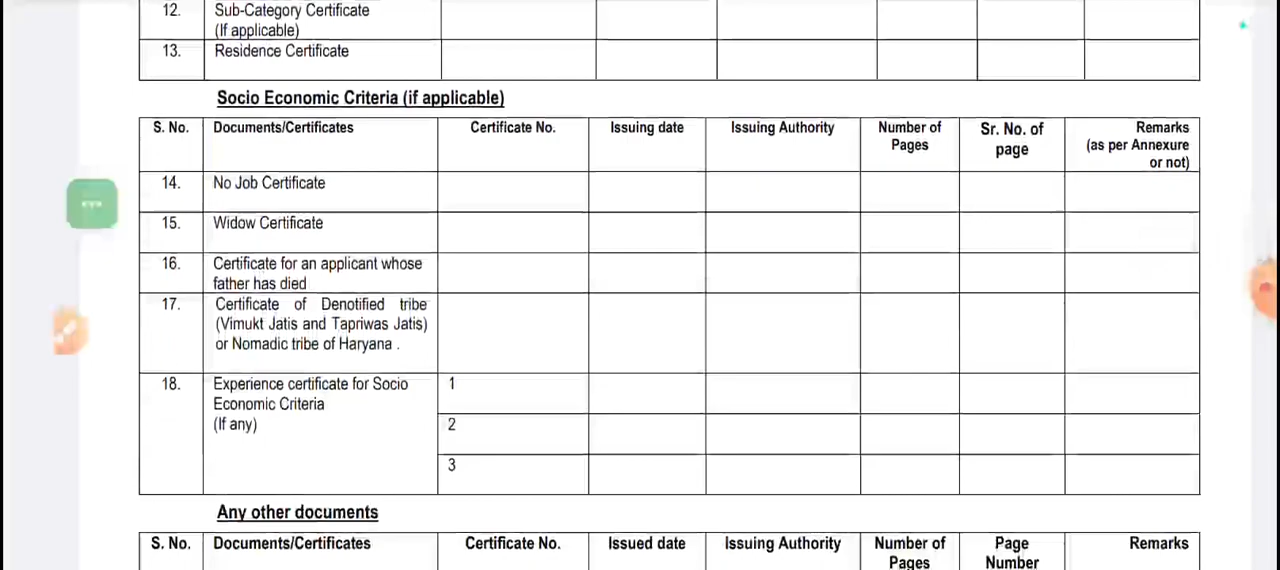 12. Sub-Category Certificate
(If applicable)
13. Residence Certificate
Socio Economic Criteria (if applicable)
S. No. Documents/Certificates Certificate No. Issuing date Issuing Authority Number of Pages Sr. No. of page Remarks (as per Annexure or not)
14. No Job Certificate
15. Widow Certificate
16. Certificate for an applicant whose
father has died
17. Certificate of Denotified tribe
(Vimukt Jatis and Tapriwas Jatis)
or Nomadic tribe of Haryana .
18. Experience certificate for Socio 1
Economic Criteria
(If any) 2
3
Any other documents
S. No. Documents/Certificates Certificate No. Issued date Issuing Authority Number of Pages Page Number Remarks